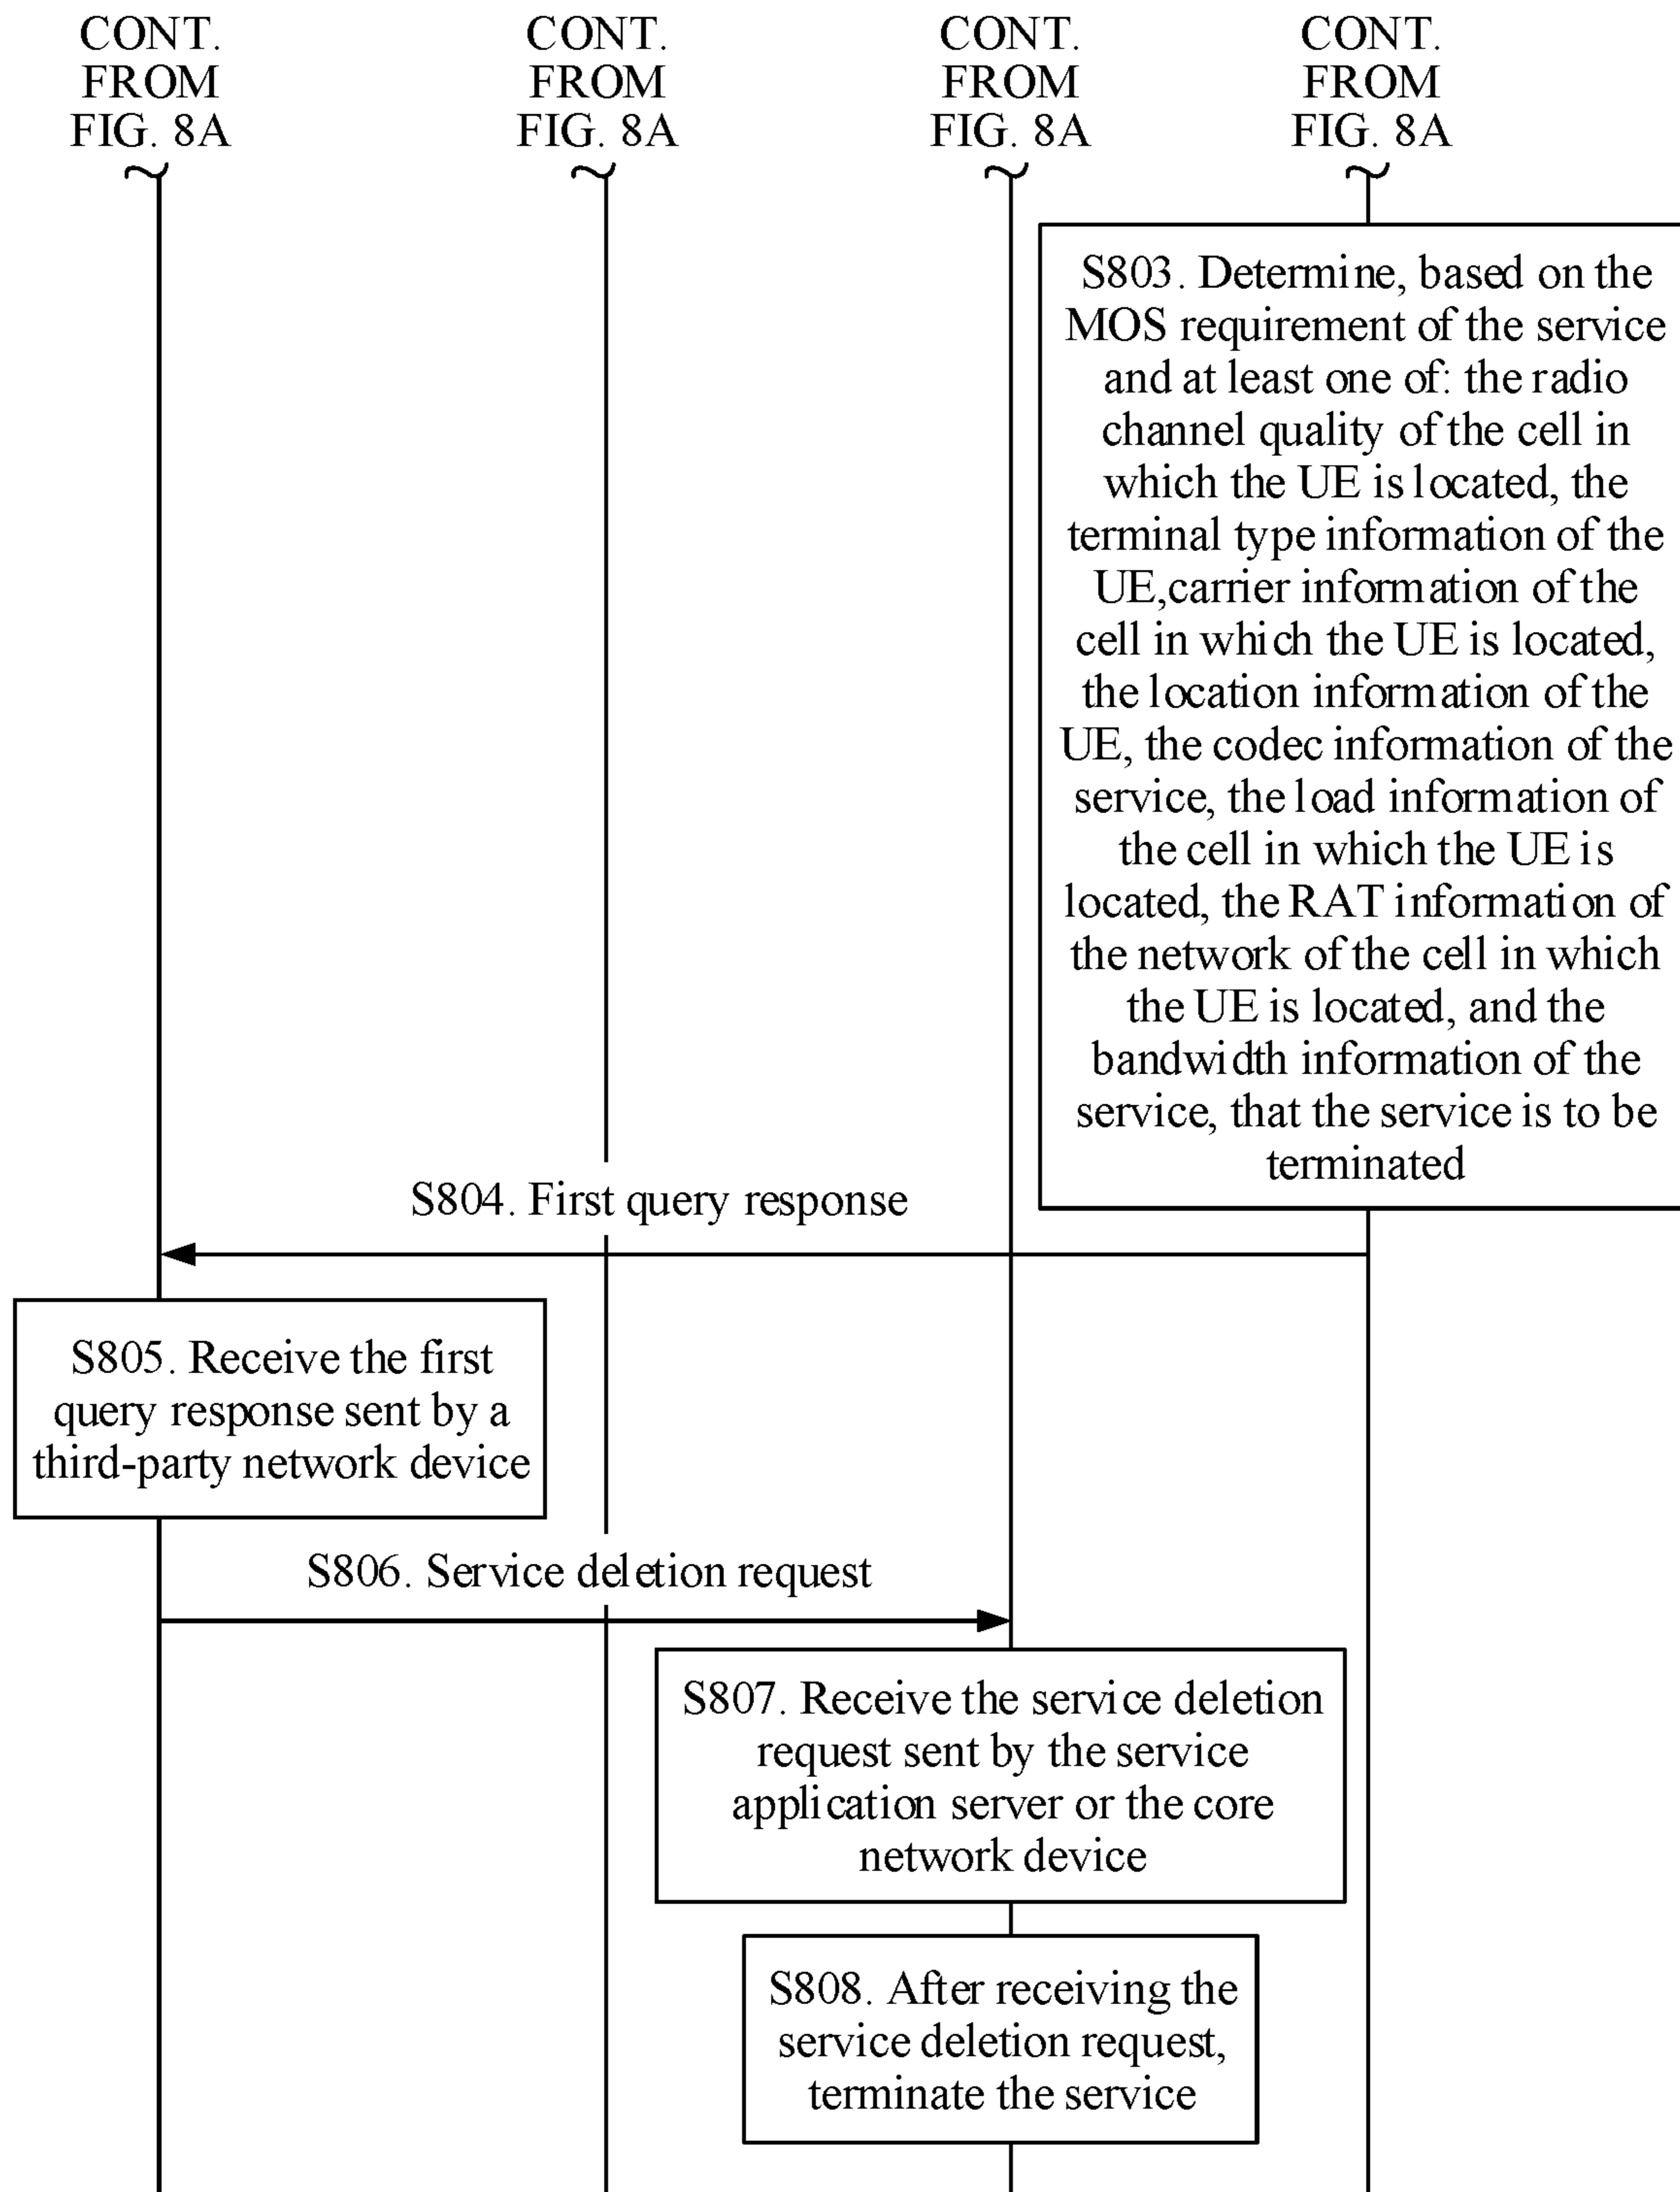 CONT.
FROM
FIG. 8A
CONT.
FROM
FIG. 8A
CONT.
FROM
FIG. 8A
CONT.
FROM
FIG. 8A
S803. Determine, based on the
MOS requirement of the service
and at least one of: the radio
channel quality of the cell in
which the UE is located, the
terminal type information of the
UE,carrier information of the
cell in which the UE is located,
the location information of the
UE, the codec information of the
service, the load information of
the cell in which the UE is
located, the RAT information of
the network of the cell in which
the UE is located, and the
bandwidth information of the
service, that the service is to be
terminated
S804. First query response
S805. Receive the first
query response sent by a
third-party network device
S806. Service deletion request
S807. Receive the service deletion
request sent by the service
application server or the core
network device
S808. After receiving the
service deletion request,
terminate the service